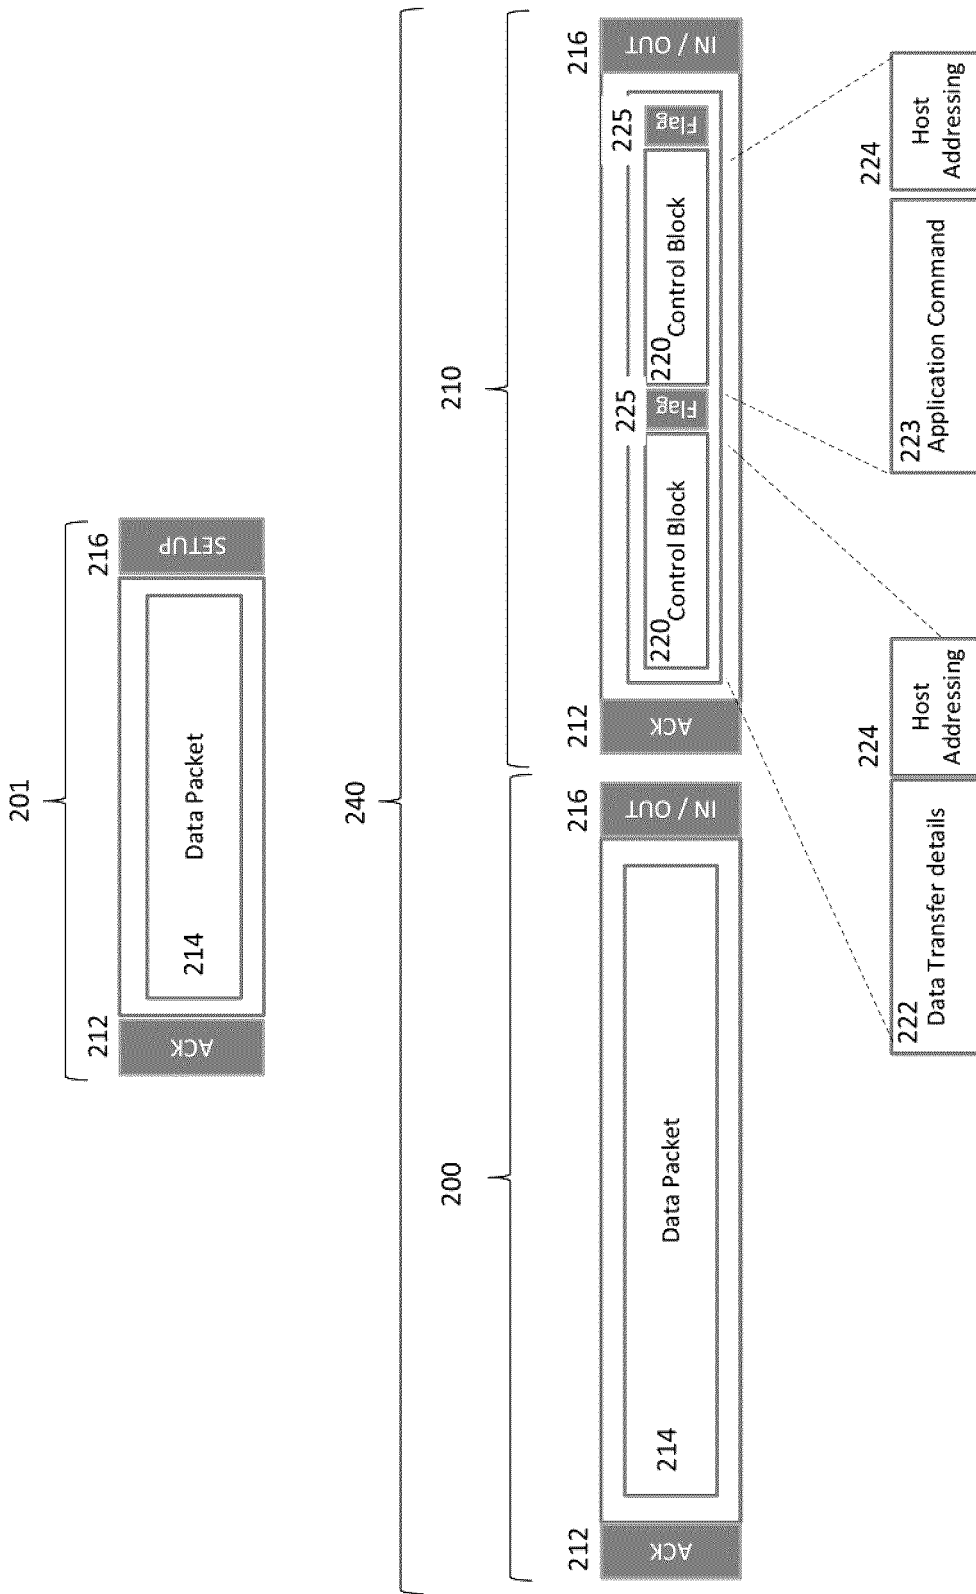 201
212
216
ACK
214
Data Packet
SETUP
240
200
210
212
216
212
216
ACK
214
Data Packet
IN / OUT
ACK
220
Control Block
225
Flag
220
Control Block
225
Flag
IN / OUT
222
Data Transfer details
224
Host
Addressing
223
Application Command
224
Host
Addressing